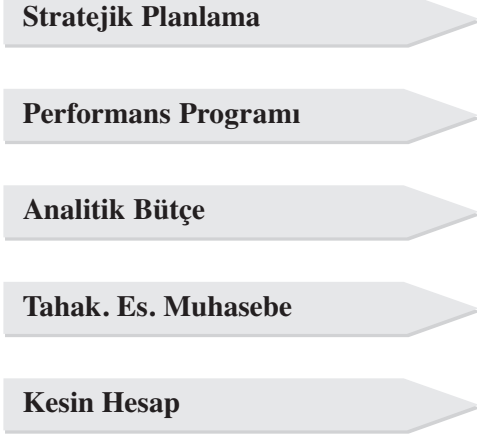 Stratejik Planlama
Performans Programı
Analitik Bütçe
Tahak. Es. Muhasebe
Kesin Hesap